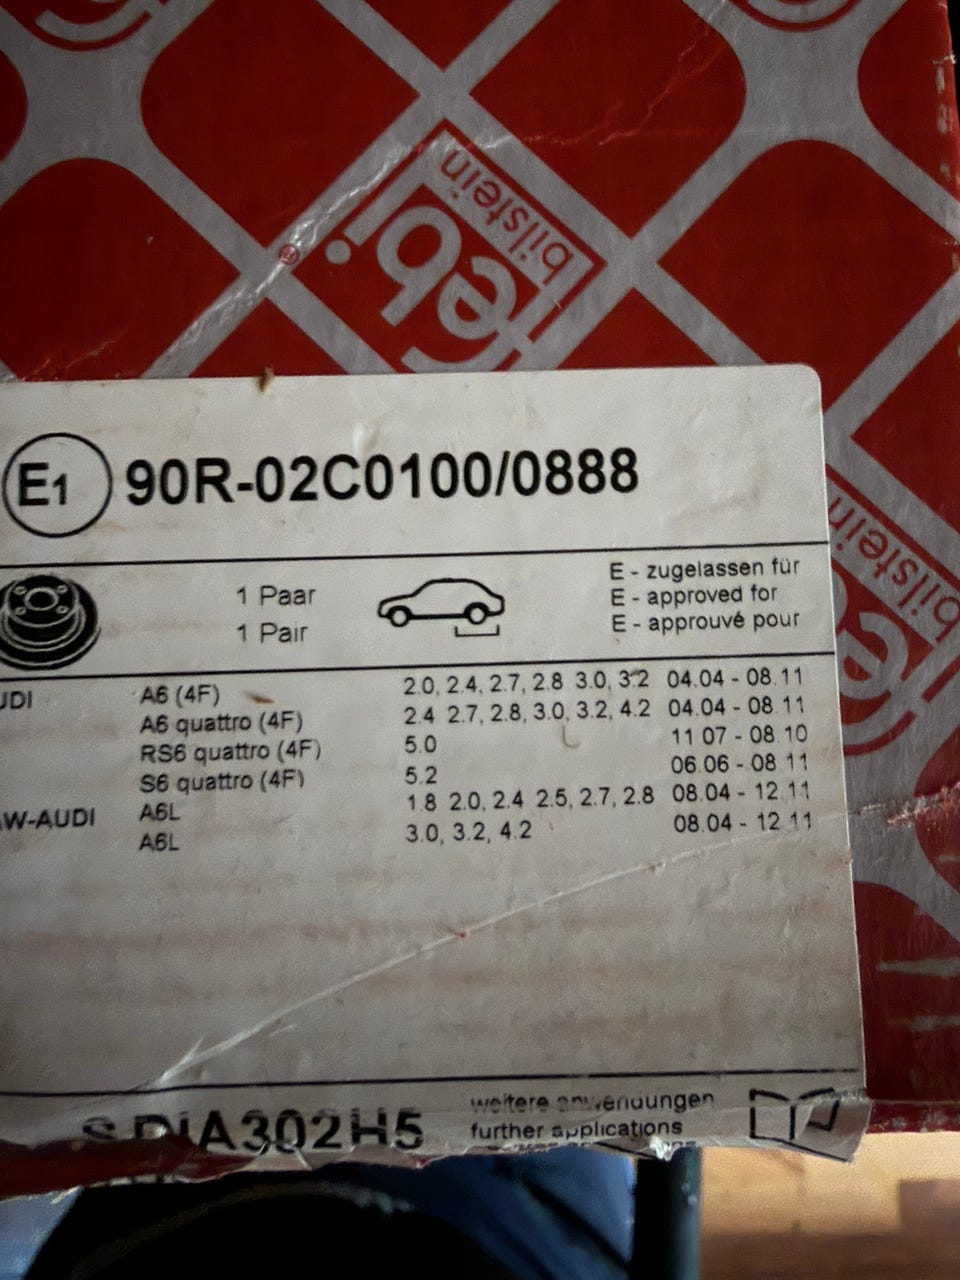 febi
bilstein
E1 90R-02C0100/0888
1 Paar
1 Pair
E - zugelassen für
E - approved for
E - approuvé pour
UDI A6 (4F) 2.0, 2.4, 2.7, 2.8 3.0, 3.2 04.04 - 08.11
A6 quattro (4F) 2.4 2.7, 2.8, 3.0, 3.2, 4.2 04.04 - 08.11
RS6 quattro (4F) 5.0 11 07 - 08.10
S6 quattro (4F) 5.2 06.06 - 08 11
AW-AUDI A6L 1 8 2.0, 2.4 2.5, 2.7, 2.8 08.04 - 12.11
A6L 3.0, 3.2, 4.2 08.04 - 12 11
weitere anwendungen
further applications